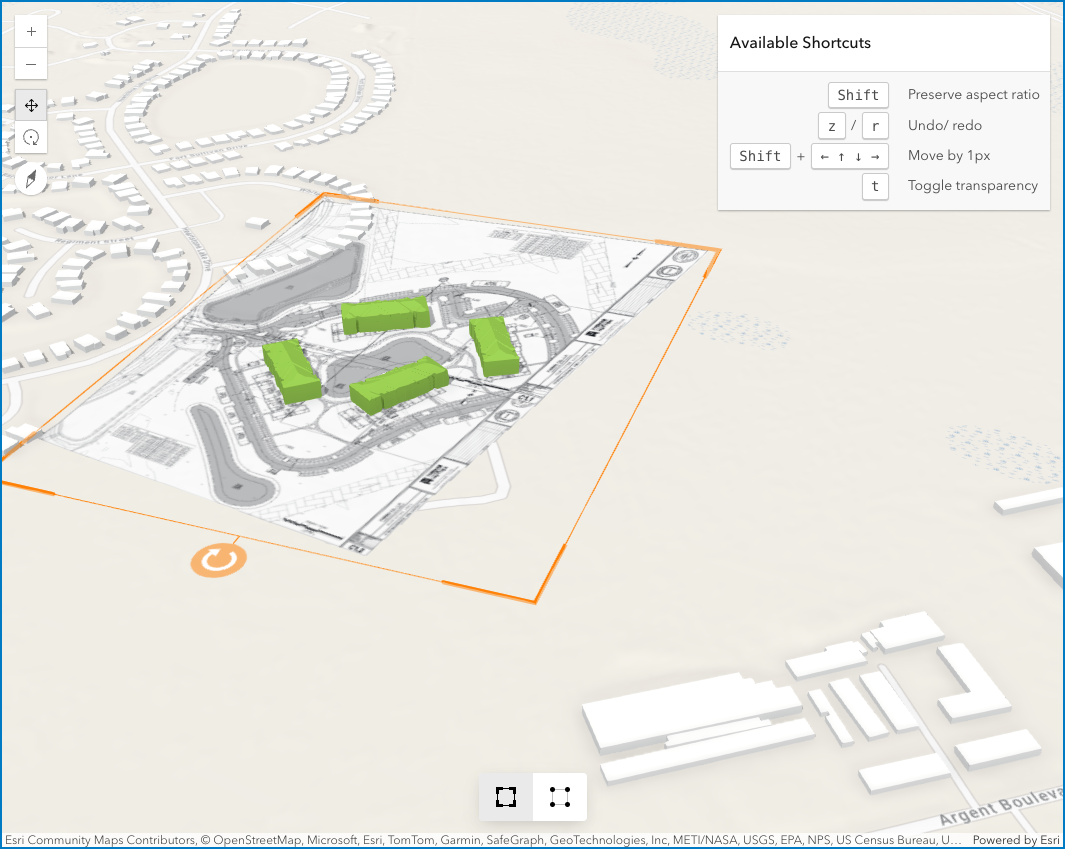 +
Available Shortcuts
−
Shift Preserve aspect ratio
z / r Undo/ redo
Shift + ← ↑ ↓ → Move by 1px
t Toggle transparency
Argent Bouleva
Esri Community Maps Contributors, © OpenStreetMap, Microsoft, Esri, TomTom, Garmin, SafeGraph, GeoTechnologies, Inc, METI/NASA, USGS, EPA, NPS, US Census Bureau, U... Powered by Esri